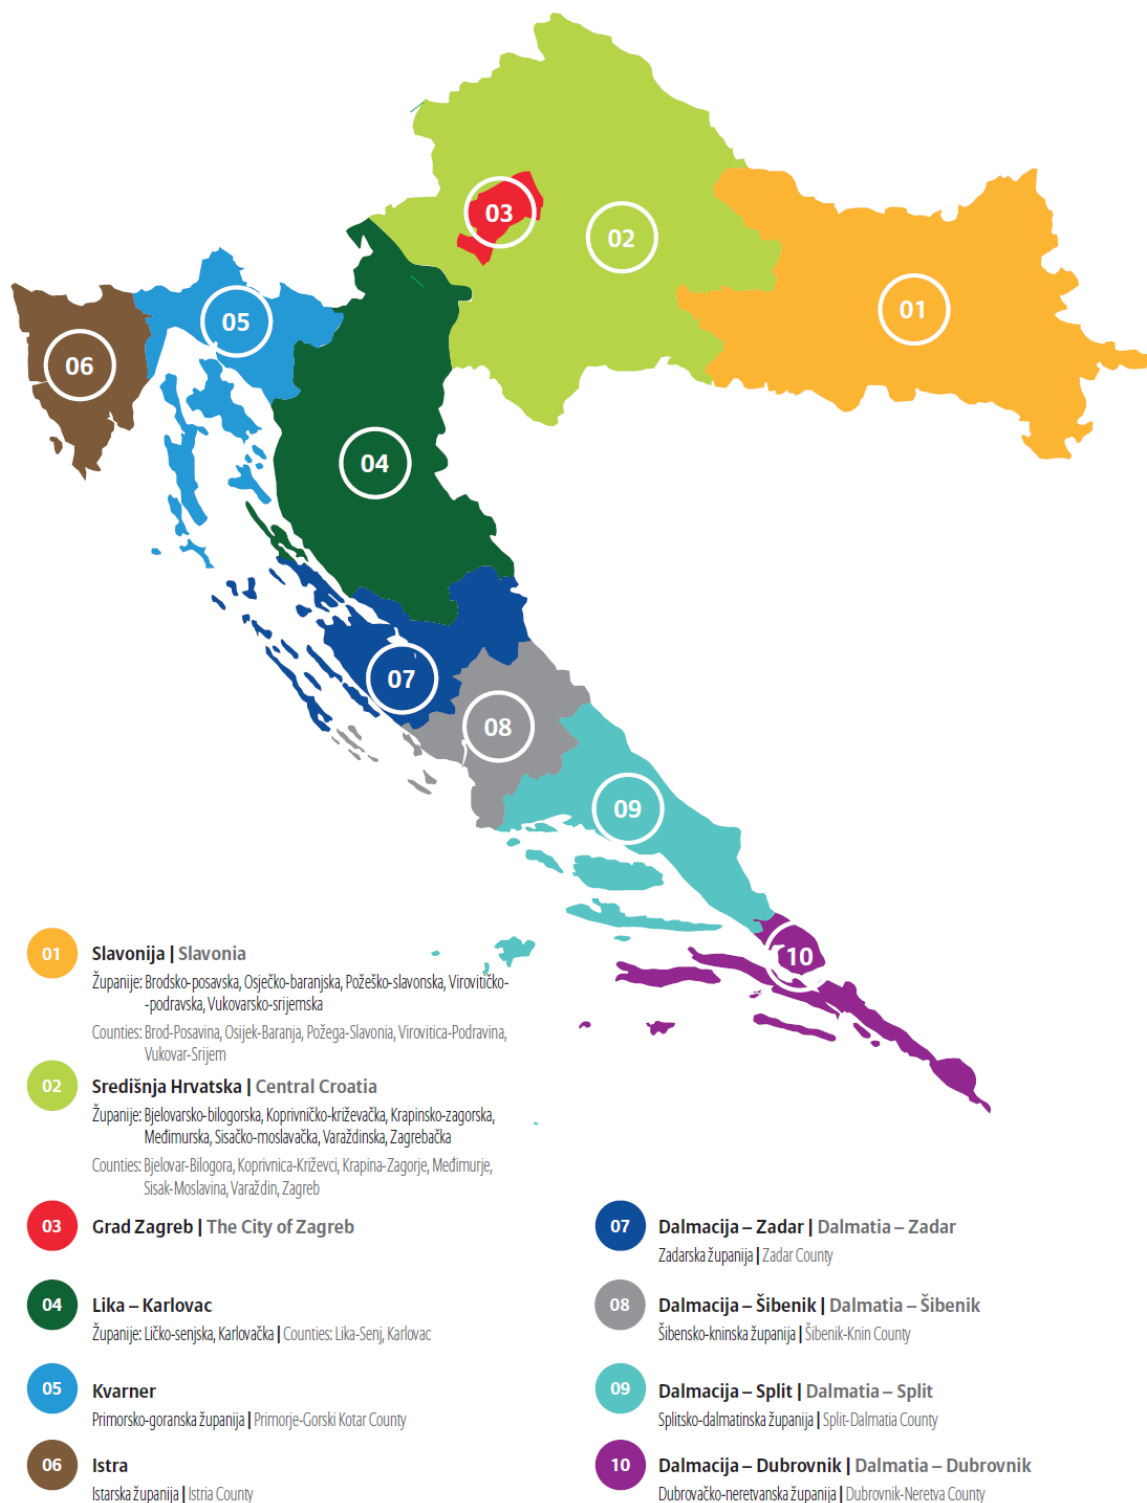 03
02
01
05
06
04
07
08
09
10
01
Slavonija | Slavonia
Županije: Brodsko-posavska, Osječko-baranjska, Požeško-slavonska, Virovitičko-
-podravska, Vukovarsko-srijemska
Counties: Brod-Posavina, Osijek-Baranja, Požega-Slavonia, Virovitica-Podravina,
Vukovar-Srijem
02
Središnja Hrvatska | Central Croatia
Županije: Bjelovarsko-bilogorska, Koprivničko-križevačka, Krapinsko-zagorska,
Međimurska, Sisačko-moslavačka, Varaždinska, Zagrebačka
Counties: Bjelovar-Bilogora, Koprivnica-Križevci, Krapina-Zagorje, Međimurje,
Sisak-Moslavina, Varaždin, Zagreb
03
Grad Zagreb | The City of Zagreb
04
Lika – Karlovac
Županije: Ličko-senjska, Karlovačka | Counties: Lika-Senj, Karlovac
05
Kvarner
Primorsko-goranska županija | Primorje-Gorski Kotar County
06
Istra
Istarska županija | Istria County
07
Dalmacija – Zadar | Dalmatia – Zadar
Zadarska županija | Zadar County
08
Dalmacija – Šibenik | Dalmatia – Šibenik
Šibensko-kninska županija | Šibenik-Knin County
09
Dalmacija – Split | Dalmatia – Split
Splitsko-dalmatinska županija | Split-Dalmatia County
10
Dalmacija – Dubrovnik | Dalmatia – Dubrovnik
Dubrovačko-neretvanska županija | Dubrovnik-Neretva County